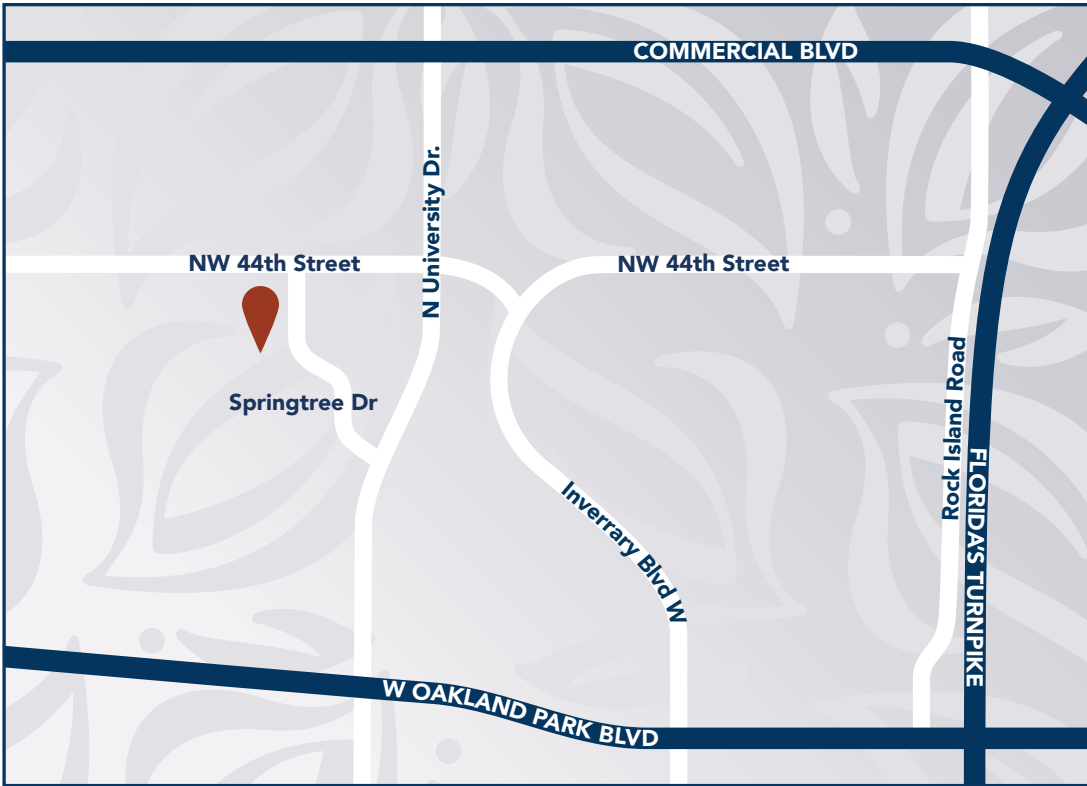 COMMERCIAL BLVD
N University Dr.
NW 44th Street
NW 44th Street
Rock Island Road
Springtree Dr
FLORIDA'S TURNPIKE
Inverrary Blvd W
W OAKLAND PARK BLVD